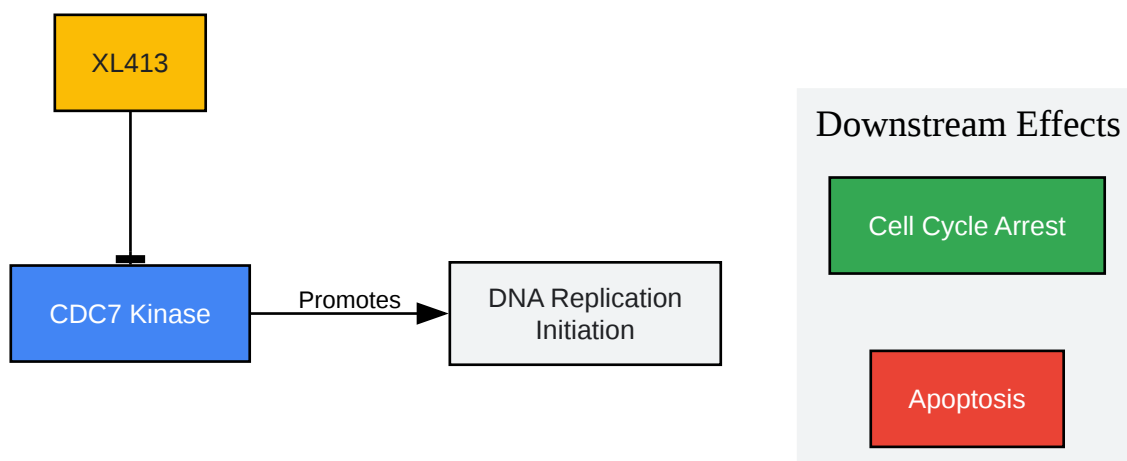 XL413
Downstream Effects
Cell Cycle Arrest
CDC7 Kinase
Promotes
DNA Replication
Initiation
Apoptosis